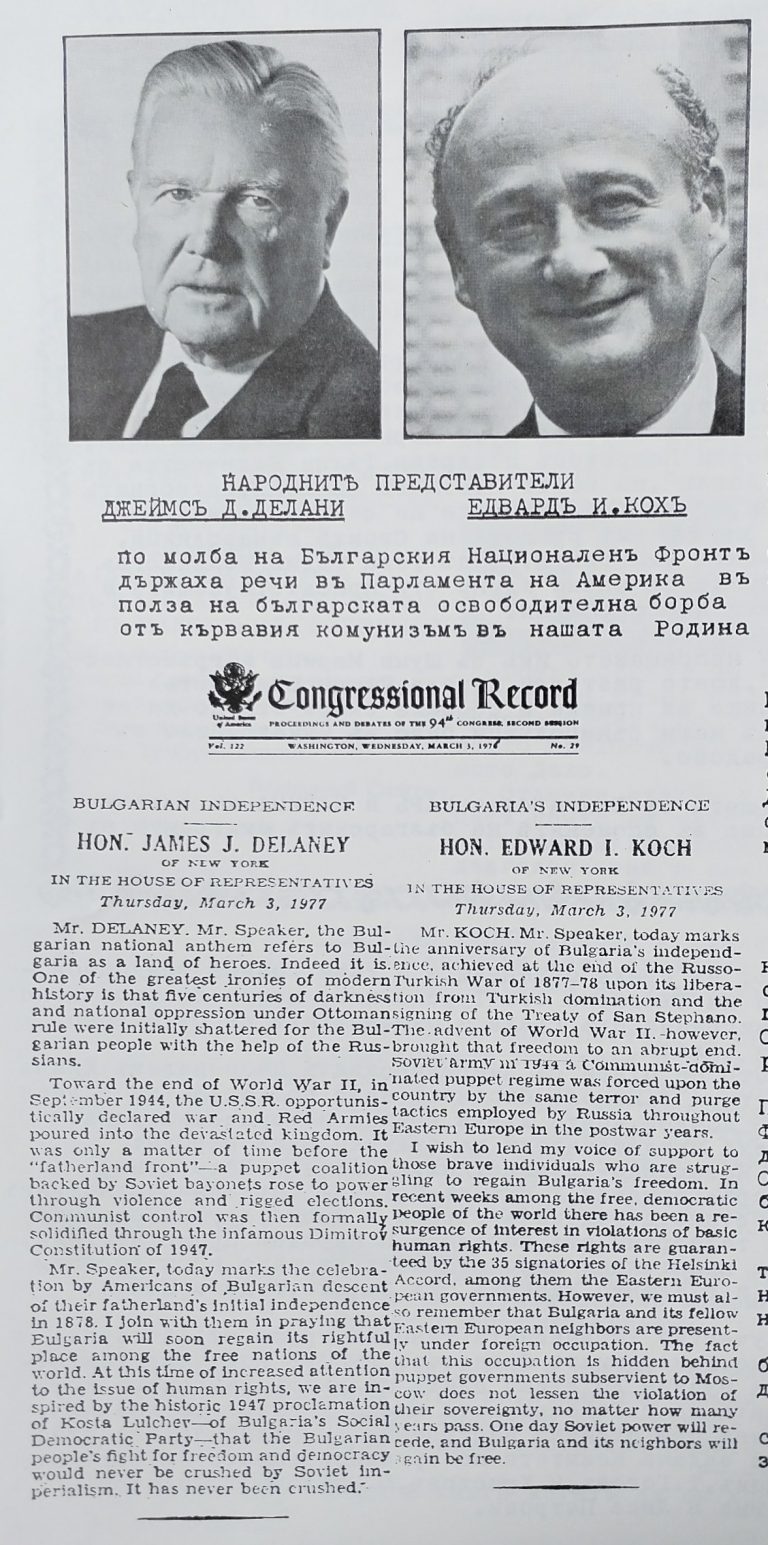 НАРОДНИТѢ ПРЕДСТАВИТЕЛИ
ДЖЕЙМСЪ Д.ДЕЛАНИ
ЕДВАРДЪ И.КОХЪ
по молба на Българския Националенъ Фронтъ
държаха речи въ Парламента на Америка въ
полза на българската освободителна борба
отъ кървавия комунизъмъ въ нашата Родина
Congressional Record
United States
of America
PROCEEDINGS AND DEBATES OF THE 94th CONGRESS, SECOND SESSION
Vol. 122
WASHINGTON, WEDNESDAY, MARCH 3, 1976
No. 29
BULGARIAN INDEPENDENCE
HON. JAMES J. DELANEY
OF NEW YORK
IN THE HOUSE OF REPRESENTATIVES
Thursday, March 3, 1977
Mr. DELANEY. Mr. Speaker, the Bul-
garian national anthem refers to Bul-
garia as a land of heroes. Indeed it is.
One of the greatest ironies of modern
history is that five centuries of darkness
and national oppression under Ottoman
rule were initially shattered for the Bul-
garian people with the help of the Rus-
sians.
Toward the end of World War II, in
September 1944, the U.S.S.R. opportunis-
tically declared war and Red Armies
poured into the devastated kingdom. It
was only a matter of time before the
"fatherland front"—a puppet coalition
backed by Soviet bayonets rose to power
through violence and rigged elections.
Communist control was then formally
solidified through the infamous Dimitrov
Constitution of 1947.
Mr. Speaker, today marks the celebra-
tion by Americans of Bulgarian descent
of their fatherland's initial independence
in 1878. I join with them in praying that
Bulgaria will soon regain its rightful
place among the free nations of the
world. At this time of increased attention
to the issue of human rights, we are in-
spired by the historic 1947 proclamation
of Kosta Lulchev—of Bulgaria's Social
Democratic Party—that the Bulgarian
people's fight for freedom and democracy
would never be crushed by Soviet im-
perialism. It has never been crushed.
BULGARIA'S INDEPENDENCE
HON. EDWARD I. KOCH
OF NEW YORK
IN THE HOUSE OF REPRESENTATIVES
Thursday, March 3, 1977
Mr. KOCH. Mr. Speaker, today marks
the anniversary of Bulgaria's independ-
ence, achieved at the end of the Russo-
Turkish War of 1877-78 upon its libera-
tion from Turkish domination and the
signing of the Treaty of San Stephano.
The advent of World War II. however,
brought that freedom to an abrupt end.
Soviet army in 1944 a Communist-domi-
nated puppet regime was forced upon the
country by the same terror and purge
tactics employed by Russia throughout
Eastern Europe in the postwar years.
I wish to lend my voice of support to
those brave individuals who are strug-
gling to regain Bulgaria's freedom. In
recent weeks among the free, democratic
people of the world there has been a re-
surgence of interest in violations of basic
human rights. These rights are guaran-
teed by the 35 signatories of the Helsinki
Accord, among them the Eastern Euro-
pean governments. However, we must al-
so remember that Bulgaria and its fellow
Eastern European neighbors are present-
ly under foreign occupation. The fact
that this occupation is hidden behind
puppet governments subservient to Mos-
cow does not lessen the violation of
their sovereignty, no matter how many
years pass. One day Soviet power will re-
cede, and Bulgaria and its neighbors will
again be free.